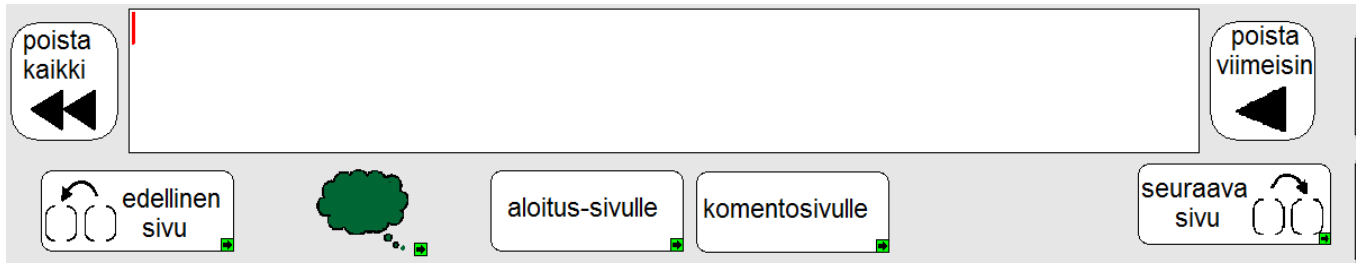 poista
kaikki
poista
viimeisin
edellinen
sivu
aloitus-sivulle
komentosivulle
seuraava
sivu